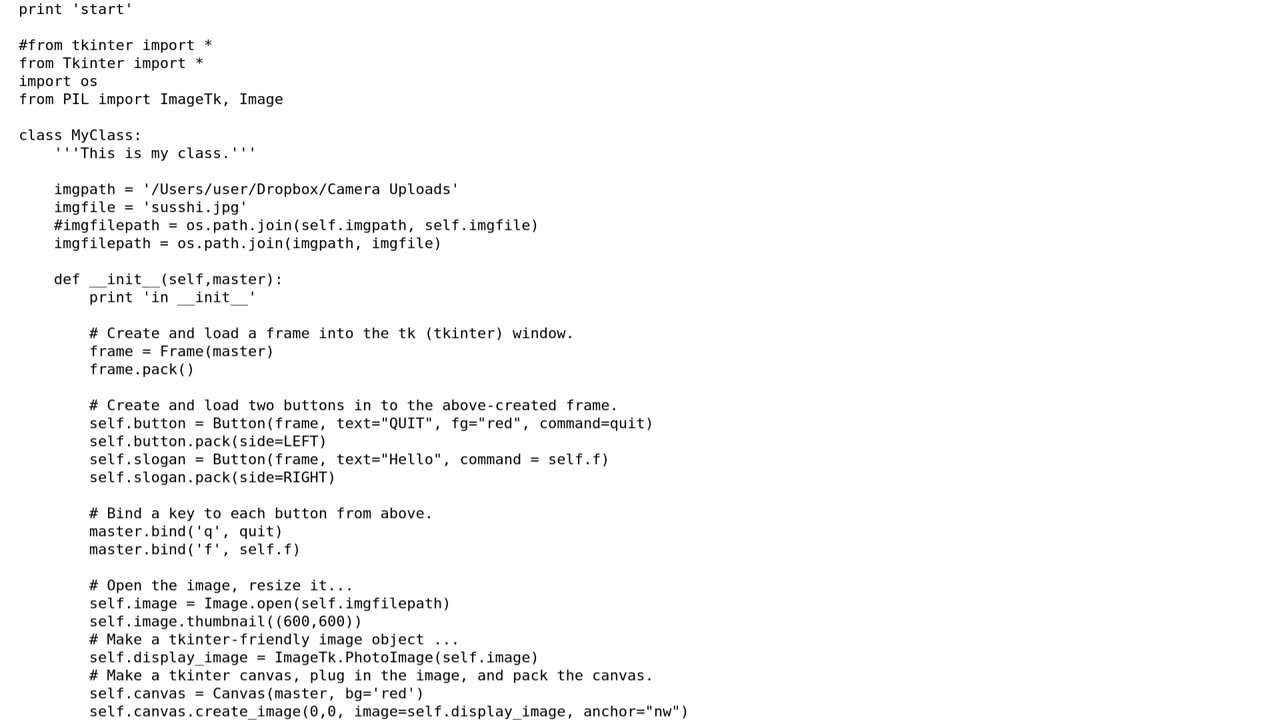 print 'start'

#from tkinter import *
from Tkinter import *
import os
from PIL import ImageTk, Image

class MyClass:
    '''This is my class.'''

    imgpath = '/Users/user/Dropbox/Camera Uploads'
    imgfile = 'susshi.jpg'
    #imgfilepath = os.path.join(self.imgpath, self.imgfile)
    imgfilepath = os.path.join(imgpath, imgfile)

    def __init__(self,master):
        print 'in __init__'

        # Create and load a frame into the tk (tkinter) window.
        frame = Frame(master)
        frame.pack()

        # Create and load two buttons in to the above-created frame.
        self.button = Button(frame, text="QUIT", fg="red", command=quit)
        self.button.pack(side=LEFT)
        self.slogan = Button(frame, text="Hello", command = self.f)
        self.slogan.pack(side=RIGHT)

        # Bind a key to each button from above.
        master.bind('q', quit)
        master.bind('f', self.f)

        # Open the image, resize it...
        self.image = Image.open(self.imgfilepath)
        self.image.thumbnail((600,600))
        # Make a tkinter-friendly image object ...
        self.display_image = ImageTk.PhotoImage(self.image)
        # Make a tkinter canvas, plug in the image, and pack the canvas.
        self.canvas = Canvas(master, bg='red')
        self.canvas.create_image(0,0, image=self.display_image, anchor="nw")